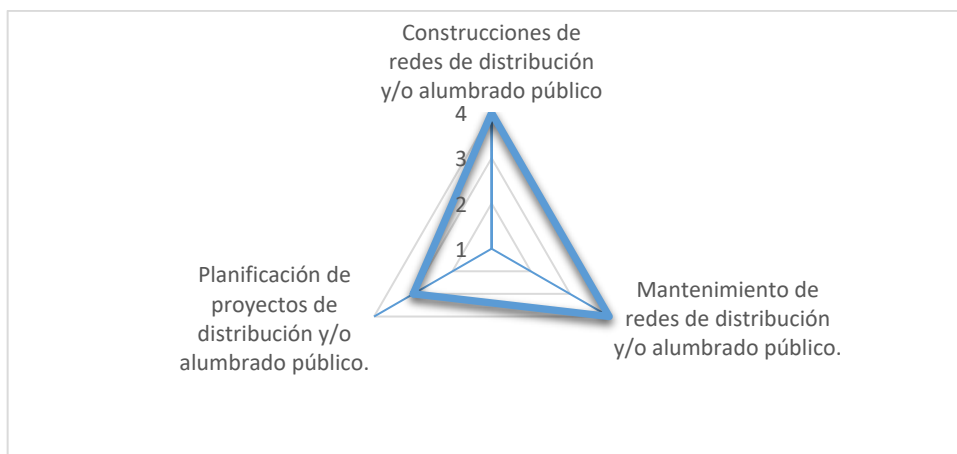 Construcciones de
redes de distribución
y/o alumbrado público
4
3
2
1
Planificación de
proyectos de
distribución y/o
alumbrado público.
Mantenimiento de
redes de distribución
y/o alumbrado público.